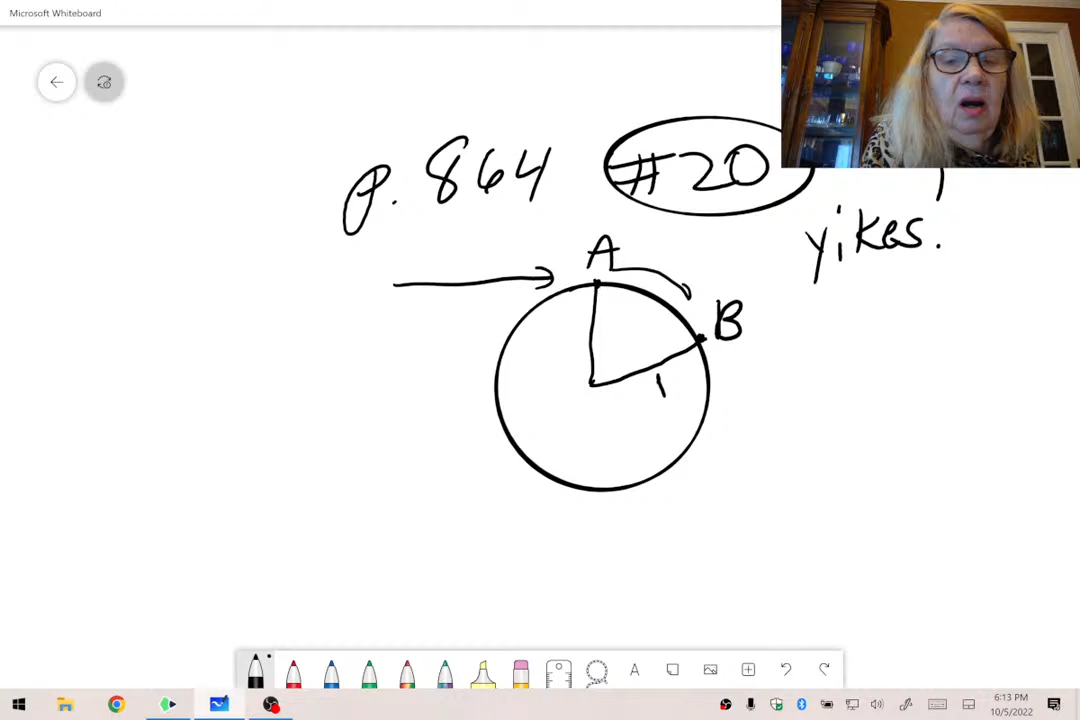 Microsoft Whiteboard
p. 864 #20
yikes.
A
B
1
A
6:13 PM
10/5/2022